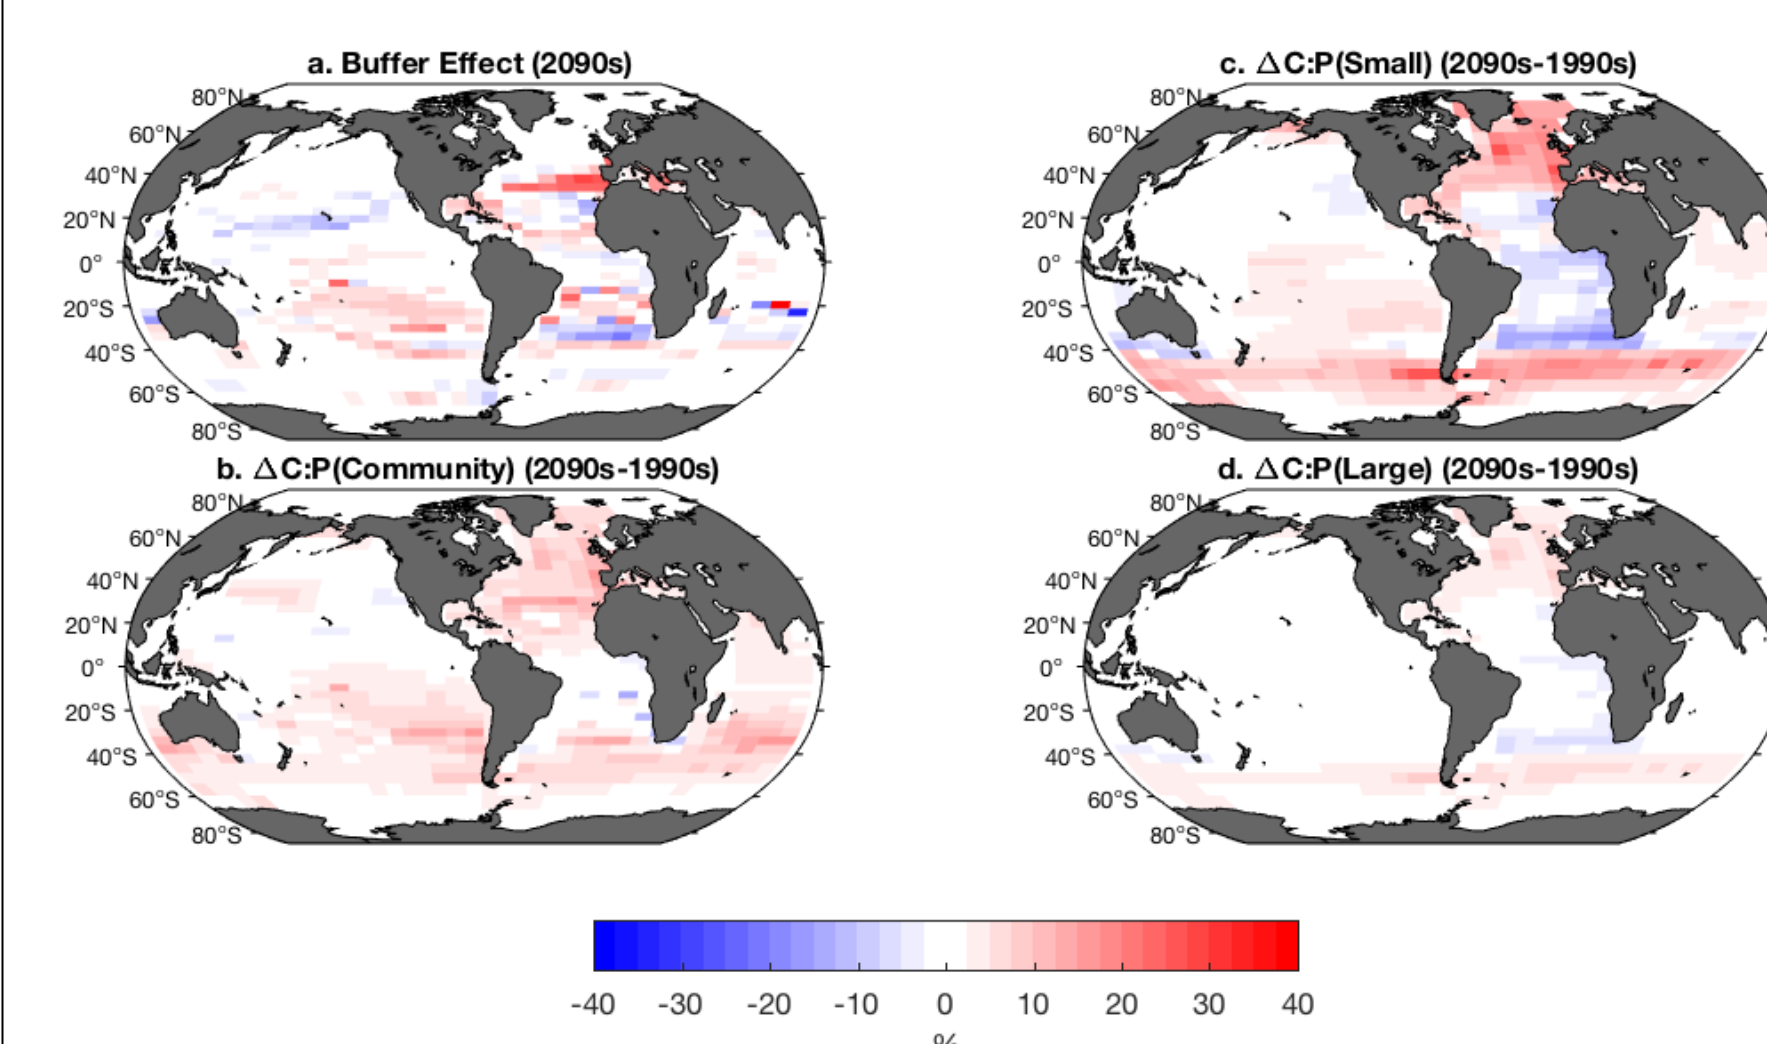 a. Buffer Effect (2090s)
80°N
60°N
40°N
20°N
0°
20°S
40°S
60°S
80°S
b. ΔC:P(Community) (2090s-1990s)
80°N
60°N
40°N
20°N
0°
20°S
40°S
60°S
80°S
c. ΔC:P(Small) (2090s-1990s)
80°N
60°N
40°N
20°N
0°
20°S
40°S
60°S
80°S
d. ΔC:P(Large) (2090s-1990s)
80°N
60°N
40°N
20°N
0°
20°S
40°S
60°S
80°S
-40 -30 -20 -10 0 10 20 30 40
%